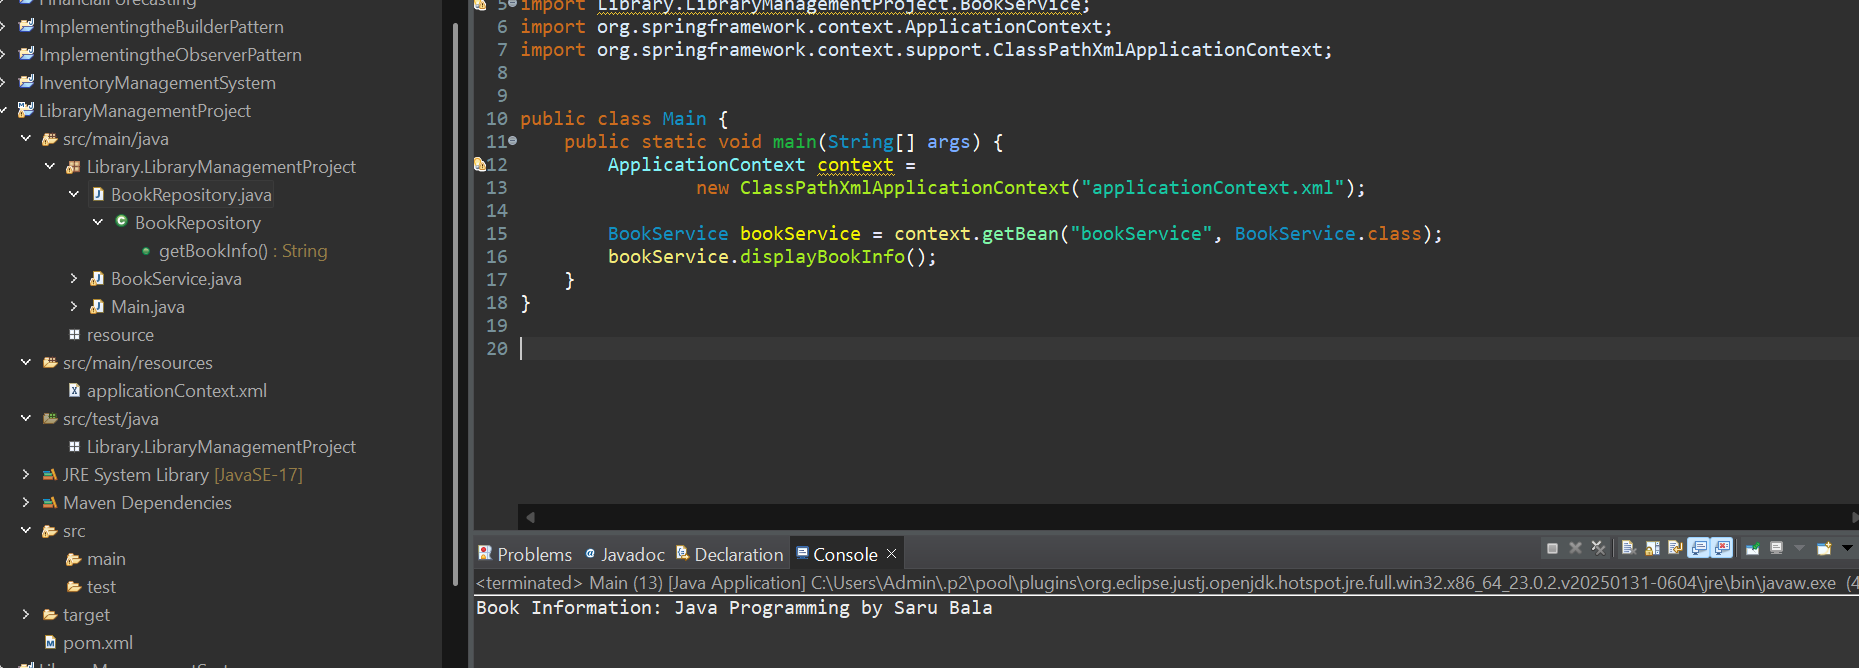 FinancialForecasting
ImplementingtheBuilderPattern
ImplementingtheObserverPattern
InventoryManagementSystem
LibraryManagementProject
src/main/java
Library.LibraryManagementProject
BookRepository.java
BookRepository
getBookInfo() : String
BookService.java
Main.java
resource
src/main/resources
applicationContext.xml
src/test/java
Library.LibraryManagementProject
JRE System Library [JavaSE-17]
Maven Dependencies
src
main
test
target
pom.xml
5 import Library.LibraryManagementProject.BookService;
6 import org.springframework.context.ApplicationContext;
7 import org.springframework.context.support.ClassPathXmlApplicationContext;
8
9
10 public class Main {
11 public static void main(String[] args) {
12 ApplicationContext context =
13 new ClassPathXmlApplicationContext("applicationContext.xml");
14
15 BookService bookService = context.getBean("bookService", BookService.class);
16 bookService.displayBookInfo();
17 }
18 }
19
20
Problems @ Javadoc Declaration Console
<terminated> Main (13) [Java Application] C:\Users\Admin\.p2\pool\plugins\org.eclipse.justj.openjdk.hotspot.jre.full.win32.x86_64_23.0.2.v20250131-0604\jre\bin\javaw.exe (4
Book Information: Java Programming by Saru Bala